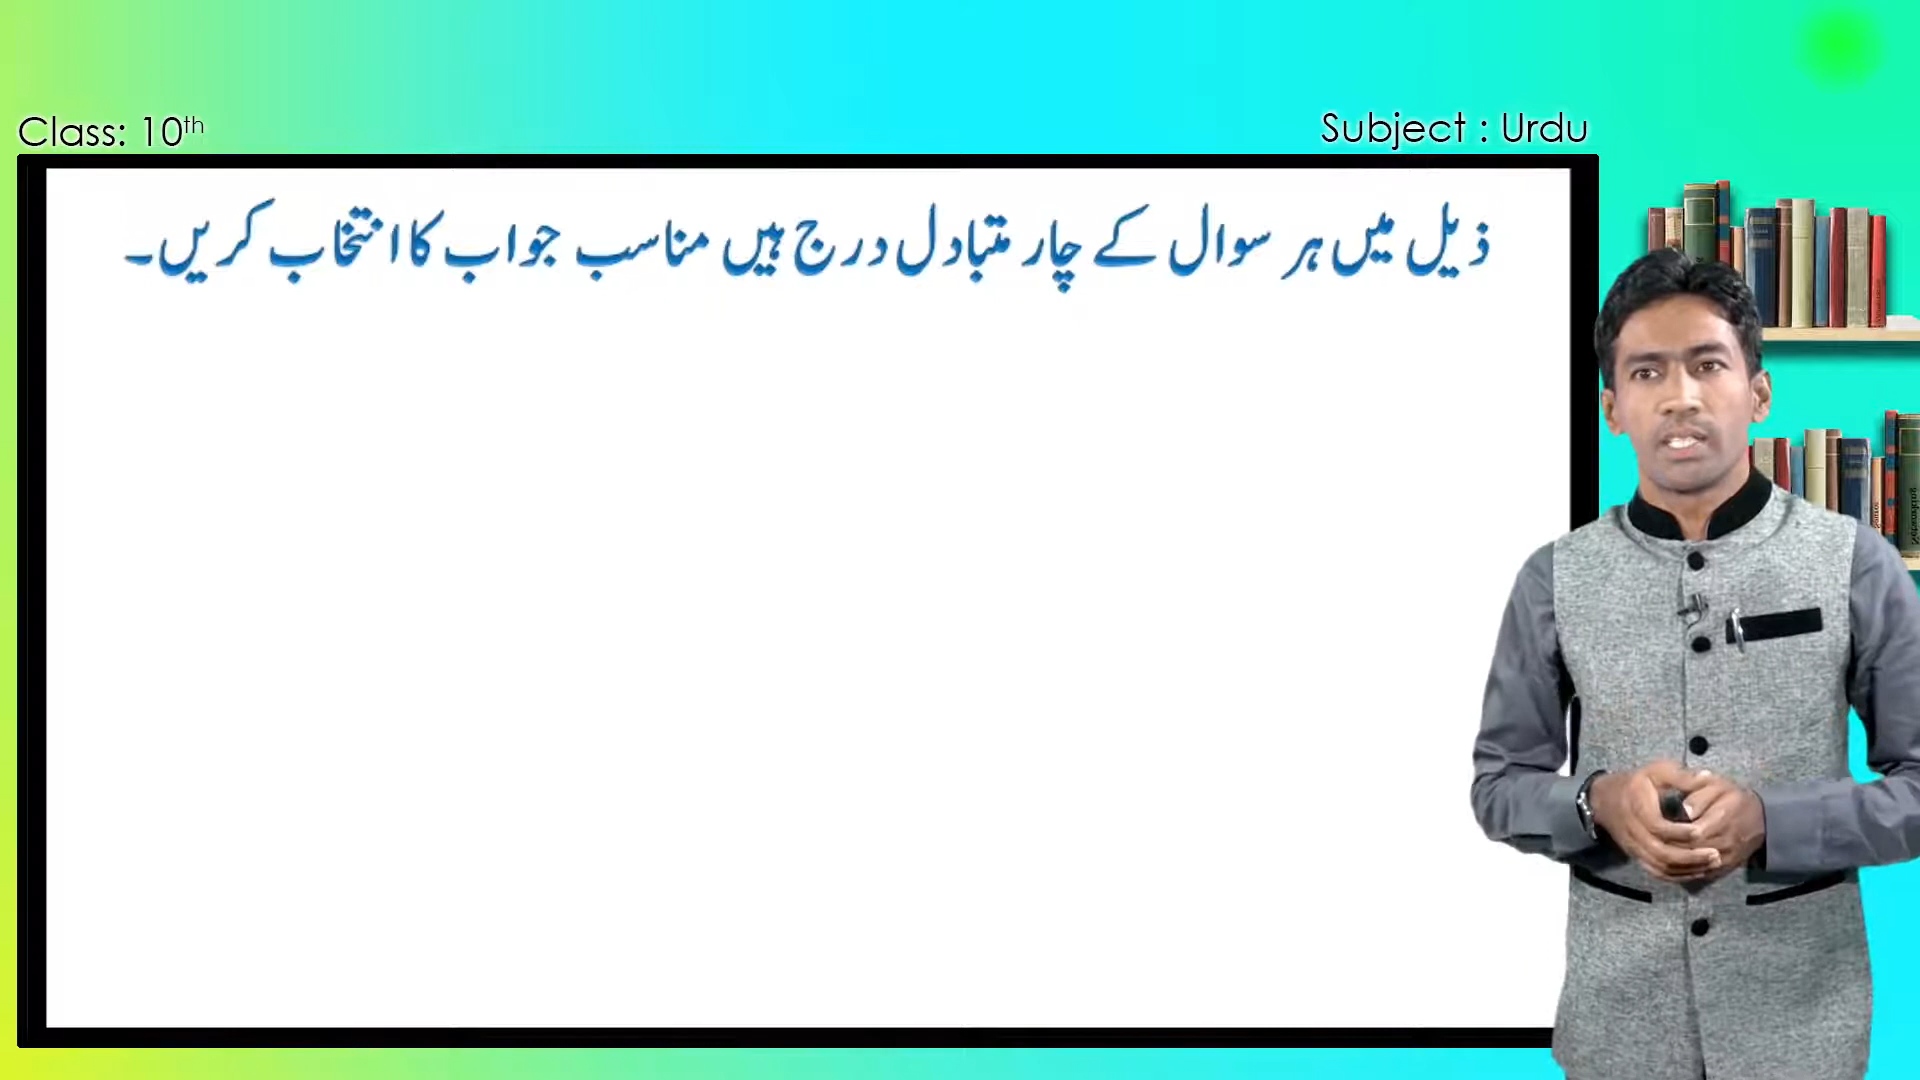 Class: 10th
Subject : Urdu
ذیل میں ہر سوال کے چار متبادل درج ہیں مناسب جواب کا انتخاب کریں۔